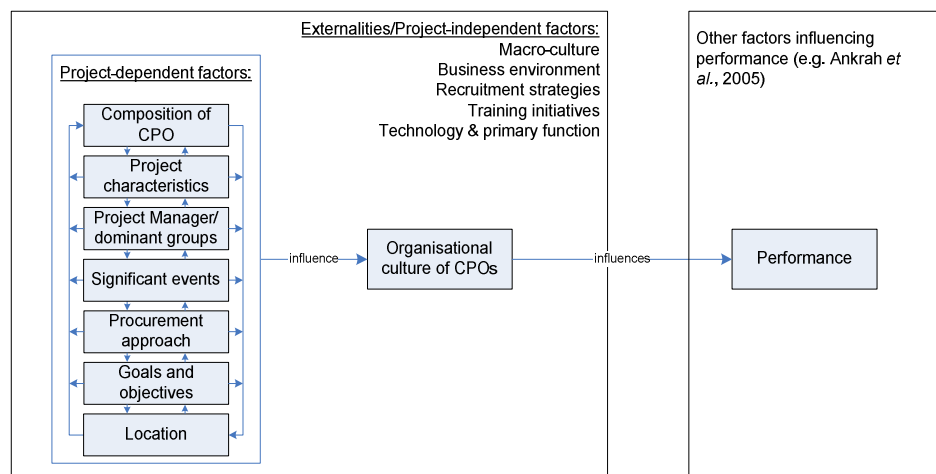 Externalities/Project-independent factors:
Macro-culture
Business environment
Recruitment strategies
Training initiatives
Technology & primary function
Project-dependent factors:
Composition of
CPO
Project
characteristics
Project Manager/
dominant groups
Significant events
Procurement
approach
Goals and
objectives
Location
influence
Organisational
culture of CPOs
influences
Other factors influencing
performance (e.g. Ankrah et
al., 2005)
Performance